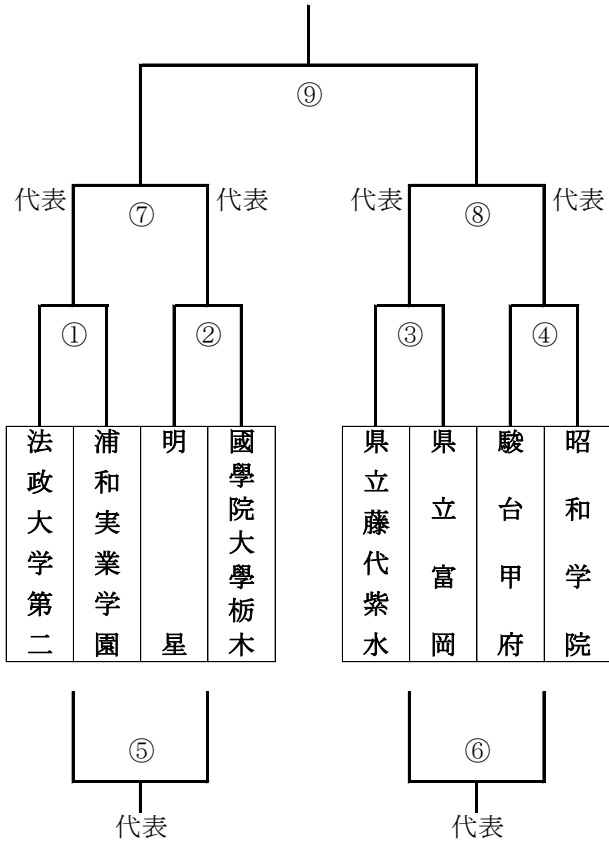 ⑨
代表 ⑦ 代表
代表 ⑧ 代表
① ② ③ ④
法政大学第二
浦和実業学園
明星
國學院大學栃木
県立藤代紫水
県立富岡
駿台甲府
昭和学院
⑤ ⑥
代表 代表